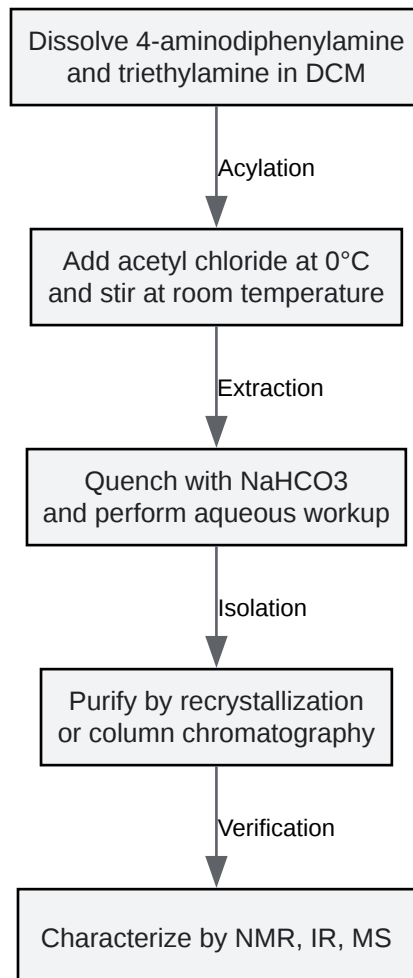 Dissolve 4-aminodiphenylamine
and triethylamine in DCM
Acylation
Add acetyl chloride at 0°C
and stir at room temperature
Extraction
Quench with NaHCO3
and perform aqueous workup
Isolation
Purify by recrystallization
or column chromatography
Verification
Characterize by NMR, IR, MS